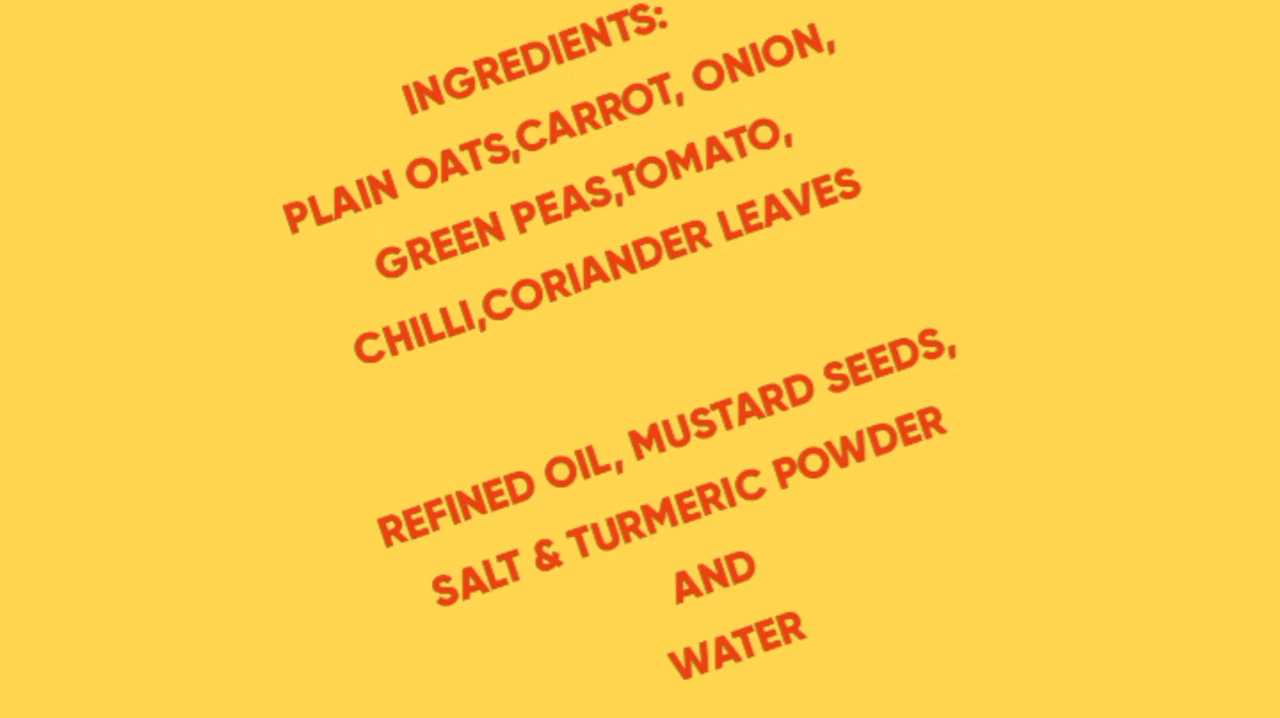 INGREDIENTS:
PLAIN OATS,CARROT, ONION,
GREEN PEAS,TOMATO,
CHILLI,CORIANDER LEAVES
REFINED OIL, MUSTARD SEEDS,
SALT & TURMERIC POWDER
AND
WATER